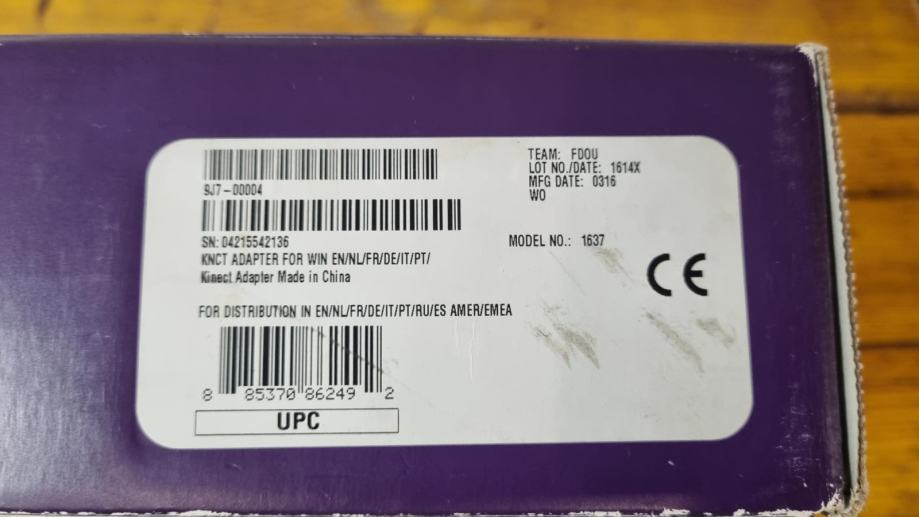 9J7-00004
SN: 04215542136
KNCT ADAPTER FOR WIN EN/NL/FR/DE/IT/PT/
Kinect Adapter Made in China
FOR DISTRIBUTION IN EN/NL/FR/DE/IT/PT/RU/ES AMER/EMEA
8 85370 86249 2
UPC
TEAM: FDOU
LOT NO./DATE: 1614X
MFG DATE: 0316
WO
MODEL NO.: 1637
CE